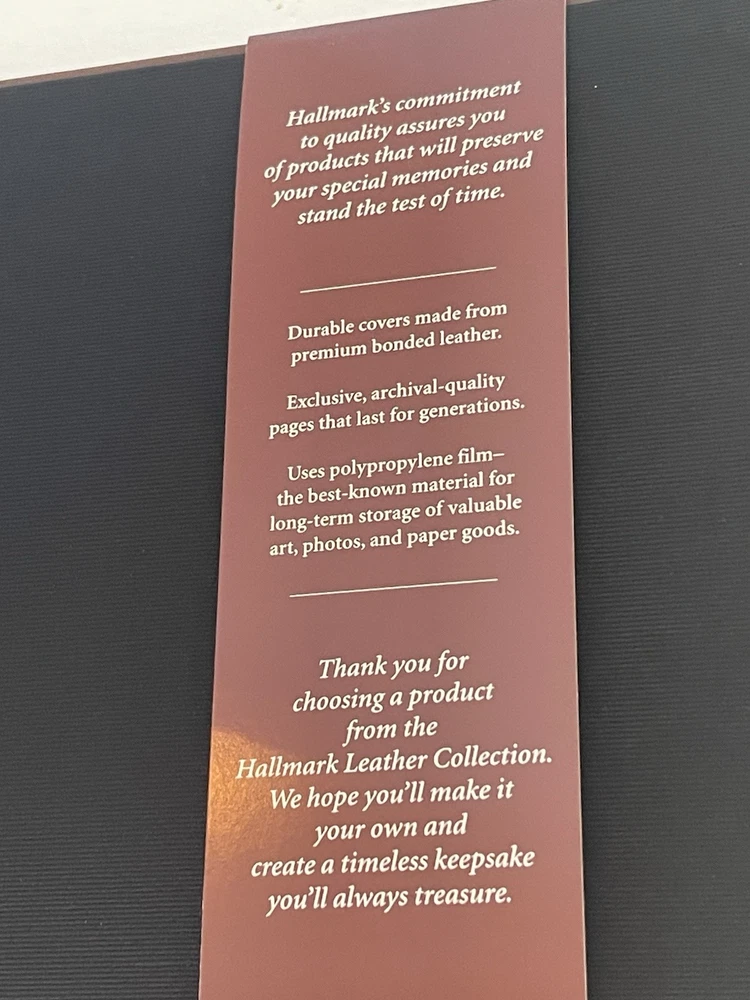 Hallmark's commitment
to quality assures you
of products that will preserve
your special memories and
stand the test of time.
Durable covers made from
premium bonded leather.
Exclusive, archival-quality
pages that last for generations.
Uses polypropylene film–
the best-known material for
long-term storage of valuable
art, photos, and paper goods.
Thank you for
choosing a product
from the
Hallmark Leather Collection.
We hope you'll make it
your own and
create a timeless keepsake
you'll always treasure.